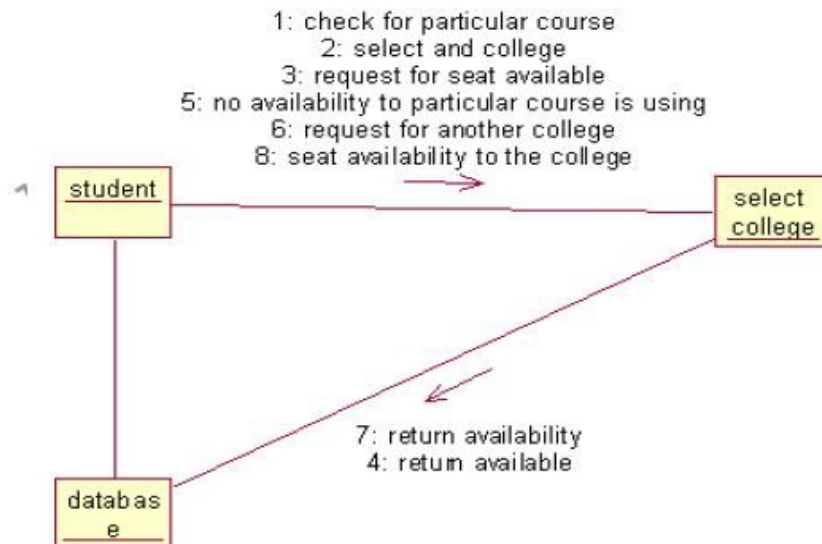 1: check for particular course
2: select and college
3: request for seat available
5: no availability to particular course is using
6: request for another college
8: seat availability to the college
student
select
college
7: return availability
4: return available
databas
e